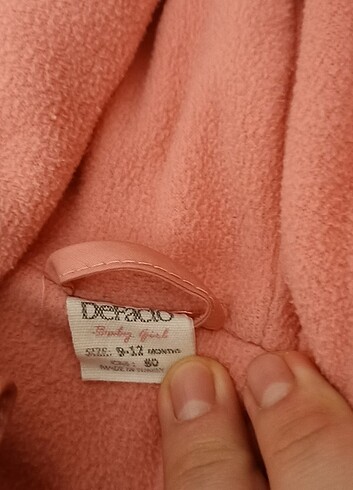 DeFacto
Baby Girl
SIZE: 9-12 MONTHS
80
MADE IN TURKEY